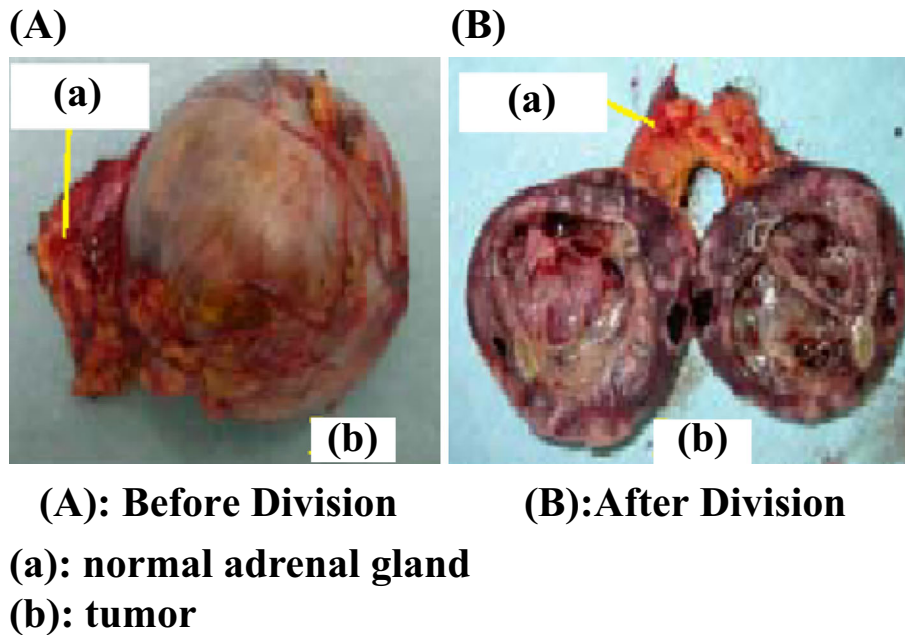 (A) (B)
(a) (a)
(b) (b)
(A): Before Division (B):After Division
(a): normal adrenal gland
(b): tumor